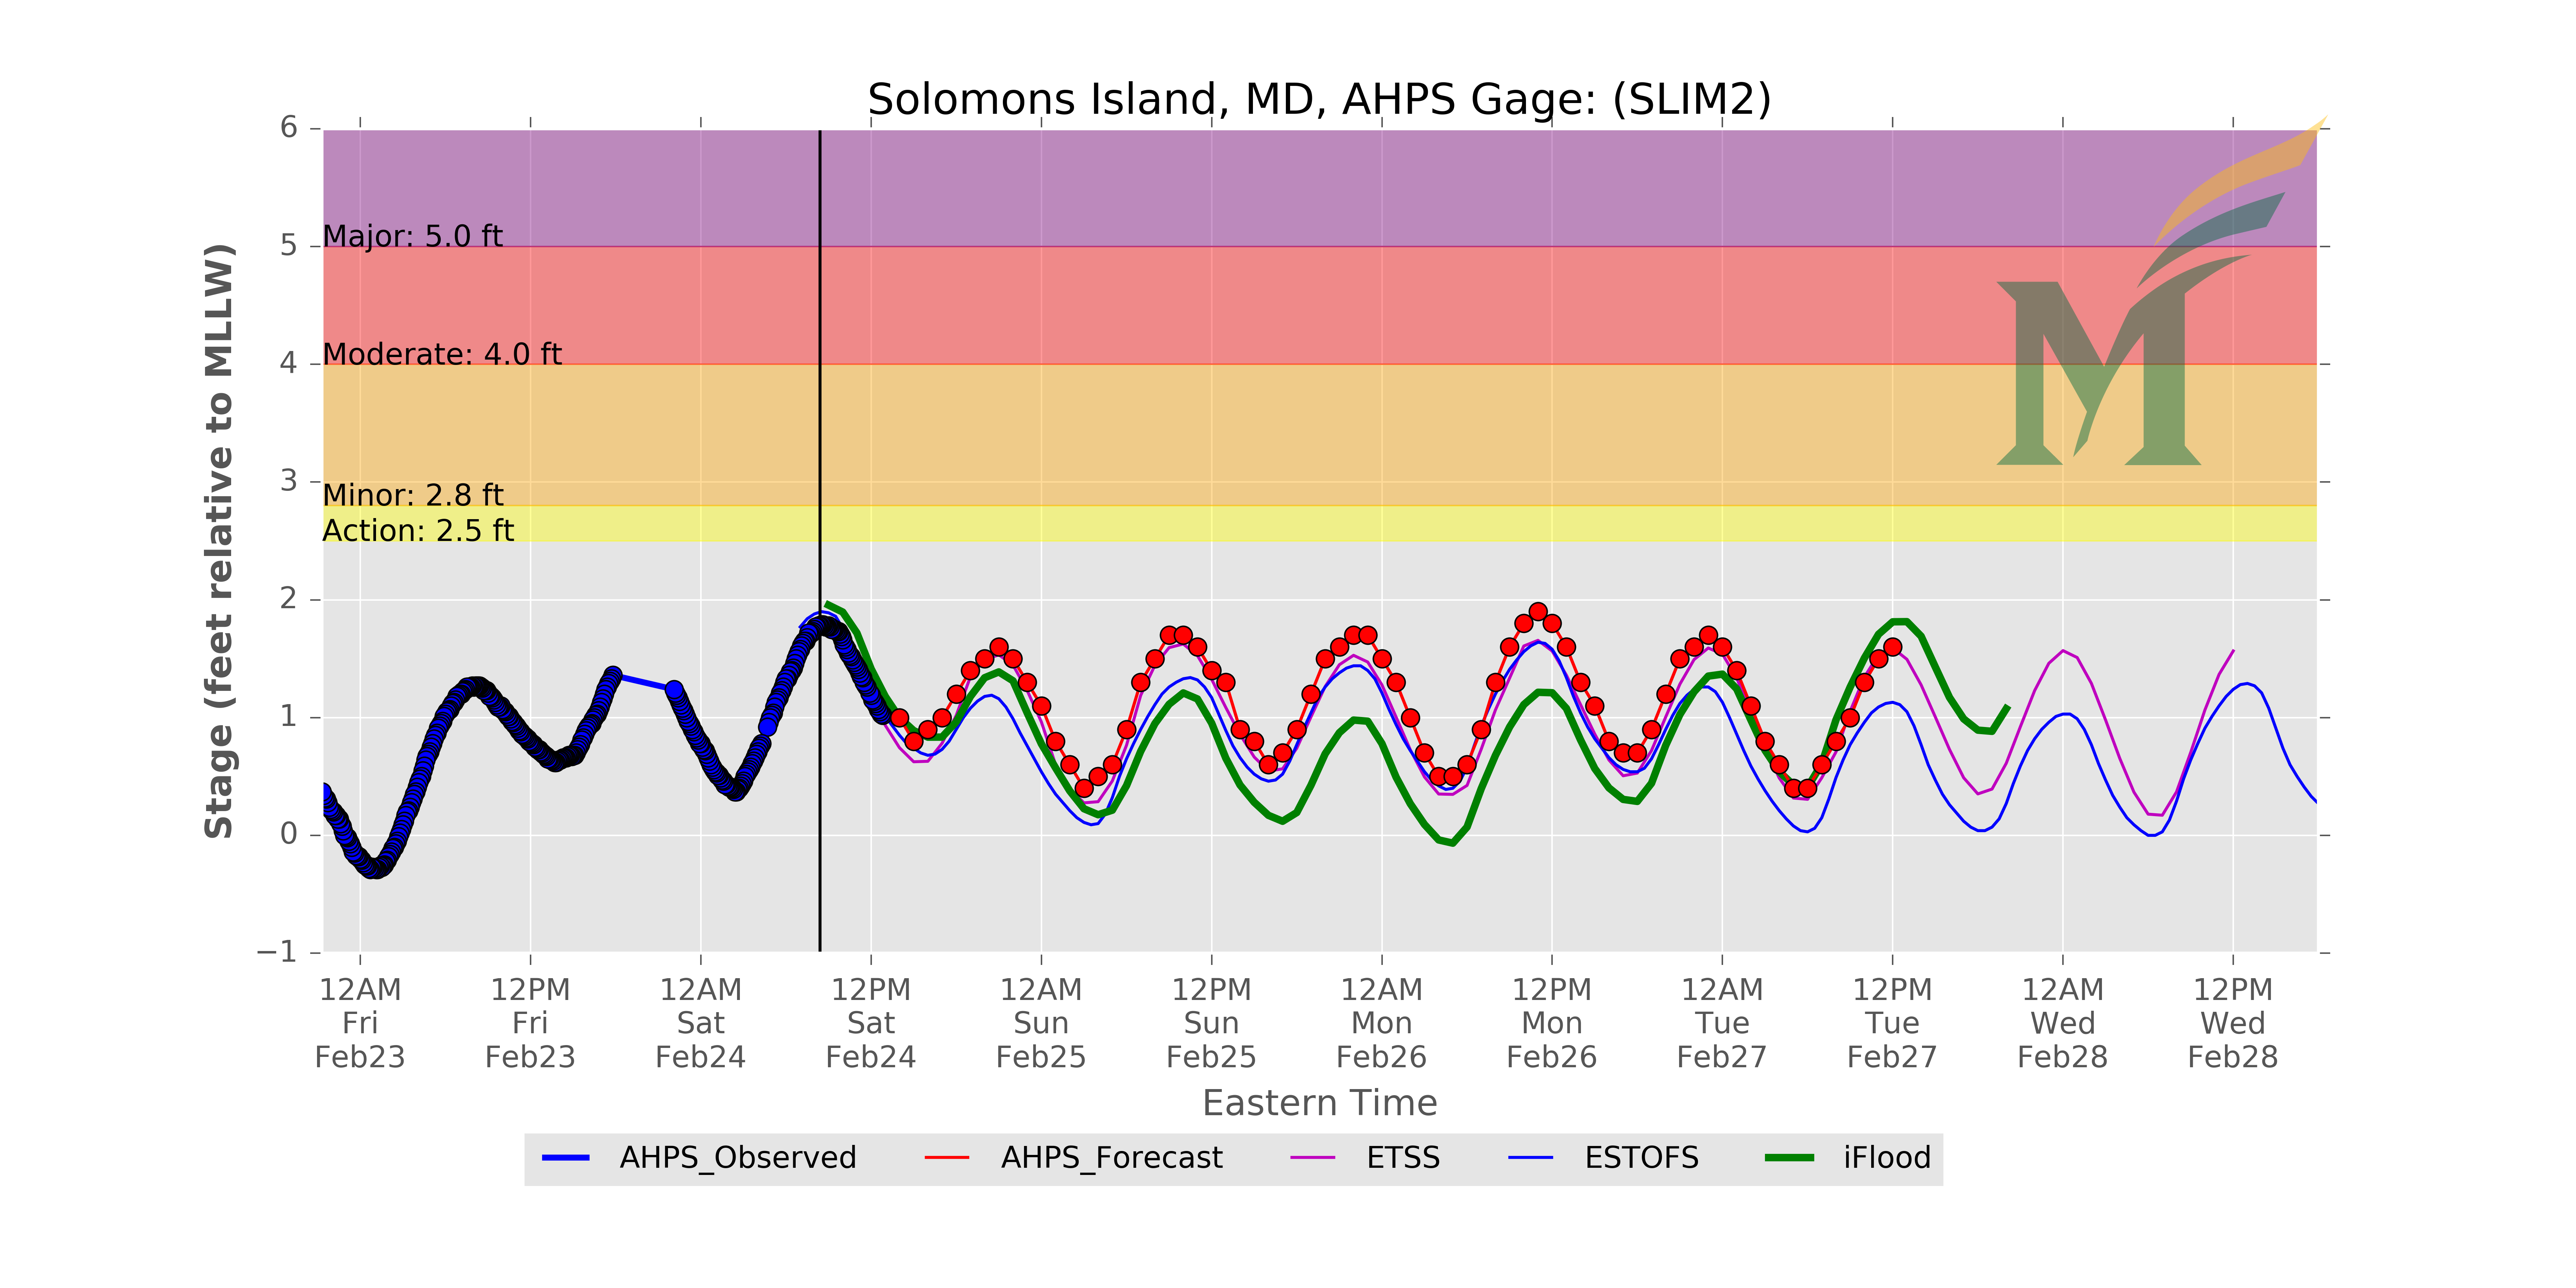 Solomons Island, MD, AHPS Gage: (SLIM2)
6
5
4
3
2
1
0
−1
Stage (feet relative to MLLW)
Major: 5.0 ft
Moderate: 4.0 ft
Minor: 2.8 ft
Action: 2.5 ft
12AM 12PM 12AM 12PM 12AM 12PM 12AM 12PM 12AM 12PM 12AM 12PM
Fri Fri Sat Sat Sun Sun Mon Mon Tue Tue Wed Wed
Feb23 Feb23 Feb24 Feb24 Feb25 Feb25 Feb26 Feb26 Feb27 Feb27 Feb28 Feb28
Eastern Time
AHPS_Observed AHPS_Forecast ETSS ESTOFS iFlood